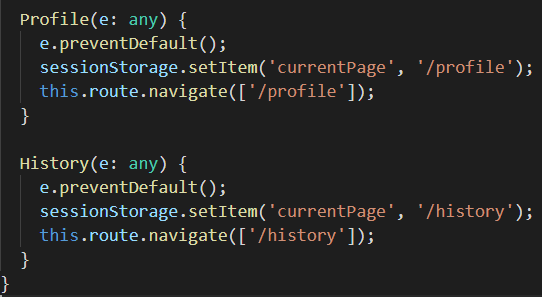 Profile(e: any) {
e.preventDefault();
sessionStorage.setItem('currentPage', '/profile');
this.route.navigate(['/profile']);
}
History(e: any) {
e.preventDefault();
sessionStorage.setItem('currentPage', '/history');
this.route.navigate(['/history']);
}
}